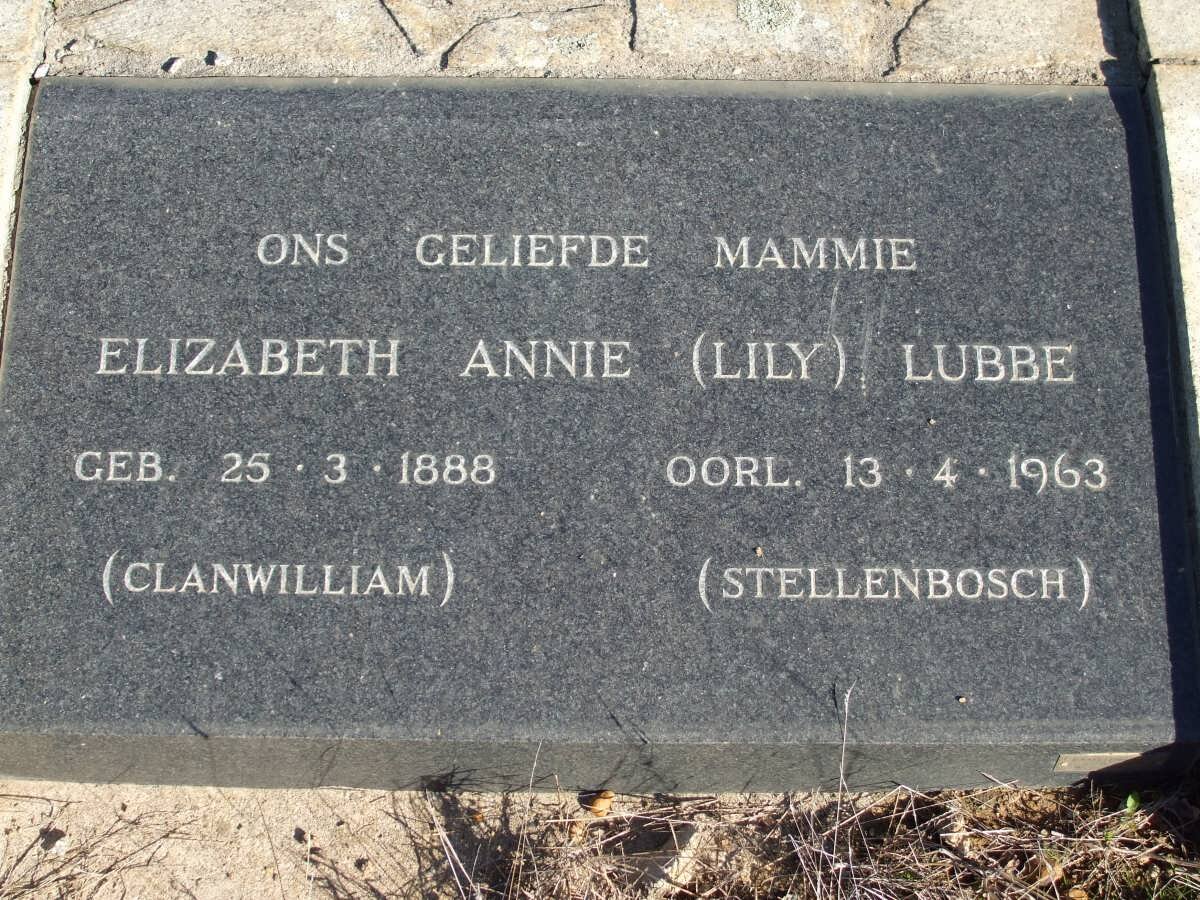 ONS GELIEFDE MAMMIE
ELIZABETH ANNIE (LILY) LUBBE
GEB. 25·3·1888 OORL. 13·4·1963
(CLANWILLIAM) (STELLENBOSCH)